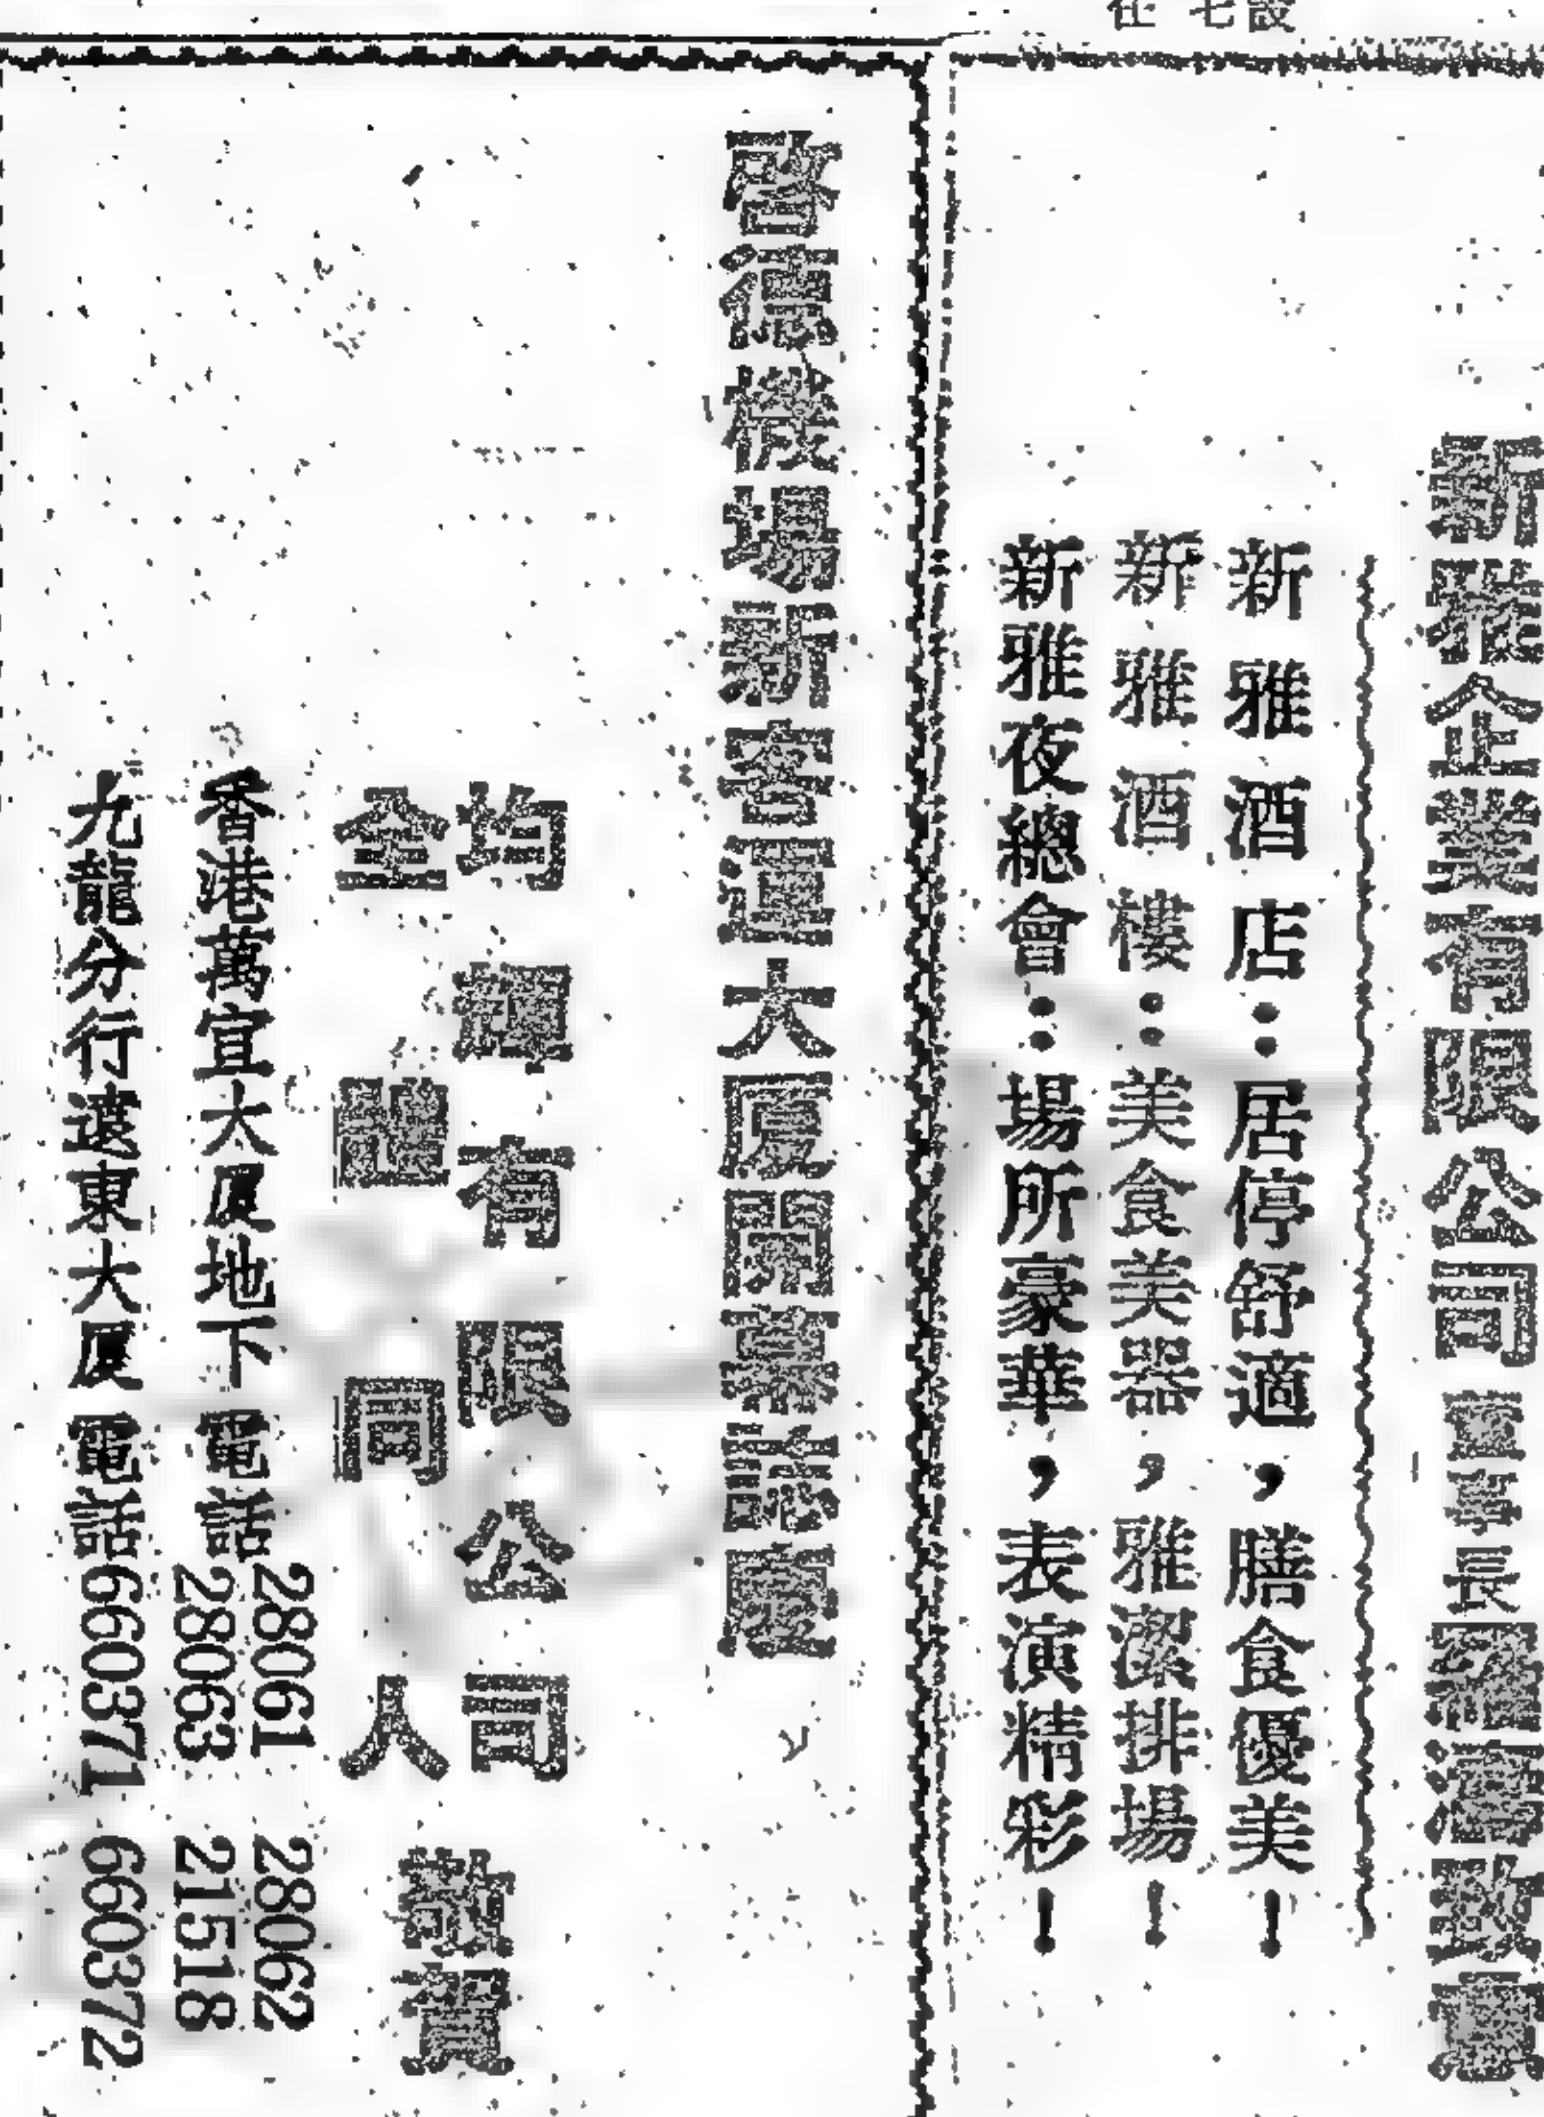 新雅企業有限公司董事長
新雅酒店：居停舒適，膳食優美！
新雅酒樓：美食美器，雅潔排場！
新雅夜總會：場所豪華，表演精彩！
啓德機場新客運大厦開幕誌慶
均輝有限公司
全體同人
敬賀
香港萬宜大厦地下電話28061 28062
28063 21518
九龍分行遠東大厦電話660371 660372